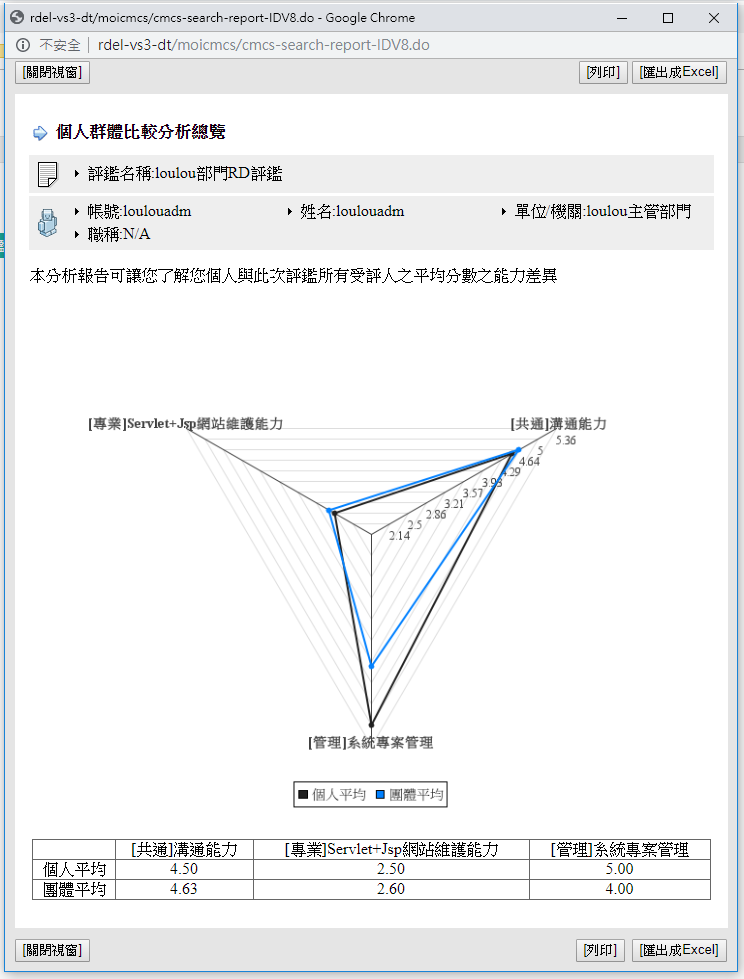 rdel-vs3-dt/moicmcs/cmcs-search-report-IDV8.do - Google Chrome
不安全 | rdel-vs3-dt/moicmcs/cmcs-search-report-IDV8.do
[關閉視窗] [列印] [匯出成Excel]
個人群體比較分析總覽
評鑑名稱:loulou部門RD評鑑
帳號:loulouadm 姓名:loulouadm 單位/機關:loulou主管部門
職稱:N/A
本分析報告可讓您了解您個人與此次評鑑所有受評人之平均分數之能力差異
[專業]Servlet+Jsp網站維護能力 [共通]溝通能力
5.36
5
4.64
4.29
3.93
3.57
3.21
2.86
2.5
2.14
[管理]系統專案管理
個人平均 團體平均
[共通]溝通能力 [專業]Servlet+Jsp網站維護能力 [管理]系統專案管理
個人平均 4.50 2.50 5.00
團體平均 4.63 2.60 4.00
[關閉視窗] [列印] [匯出成Excel]